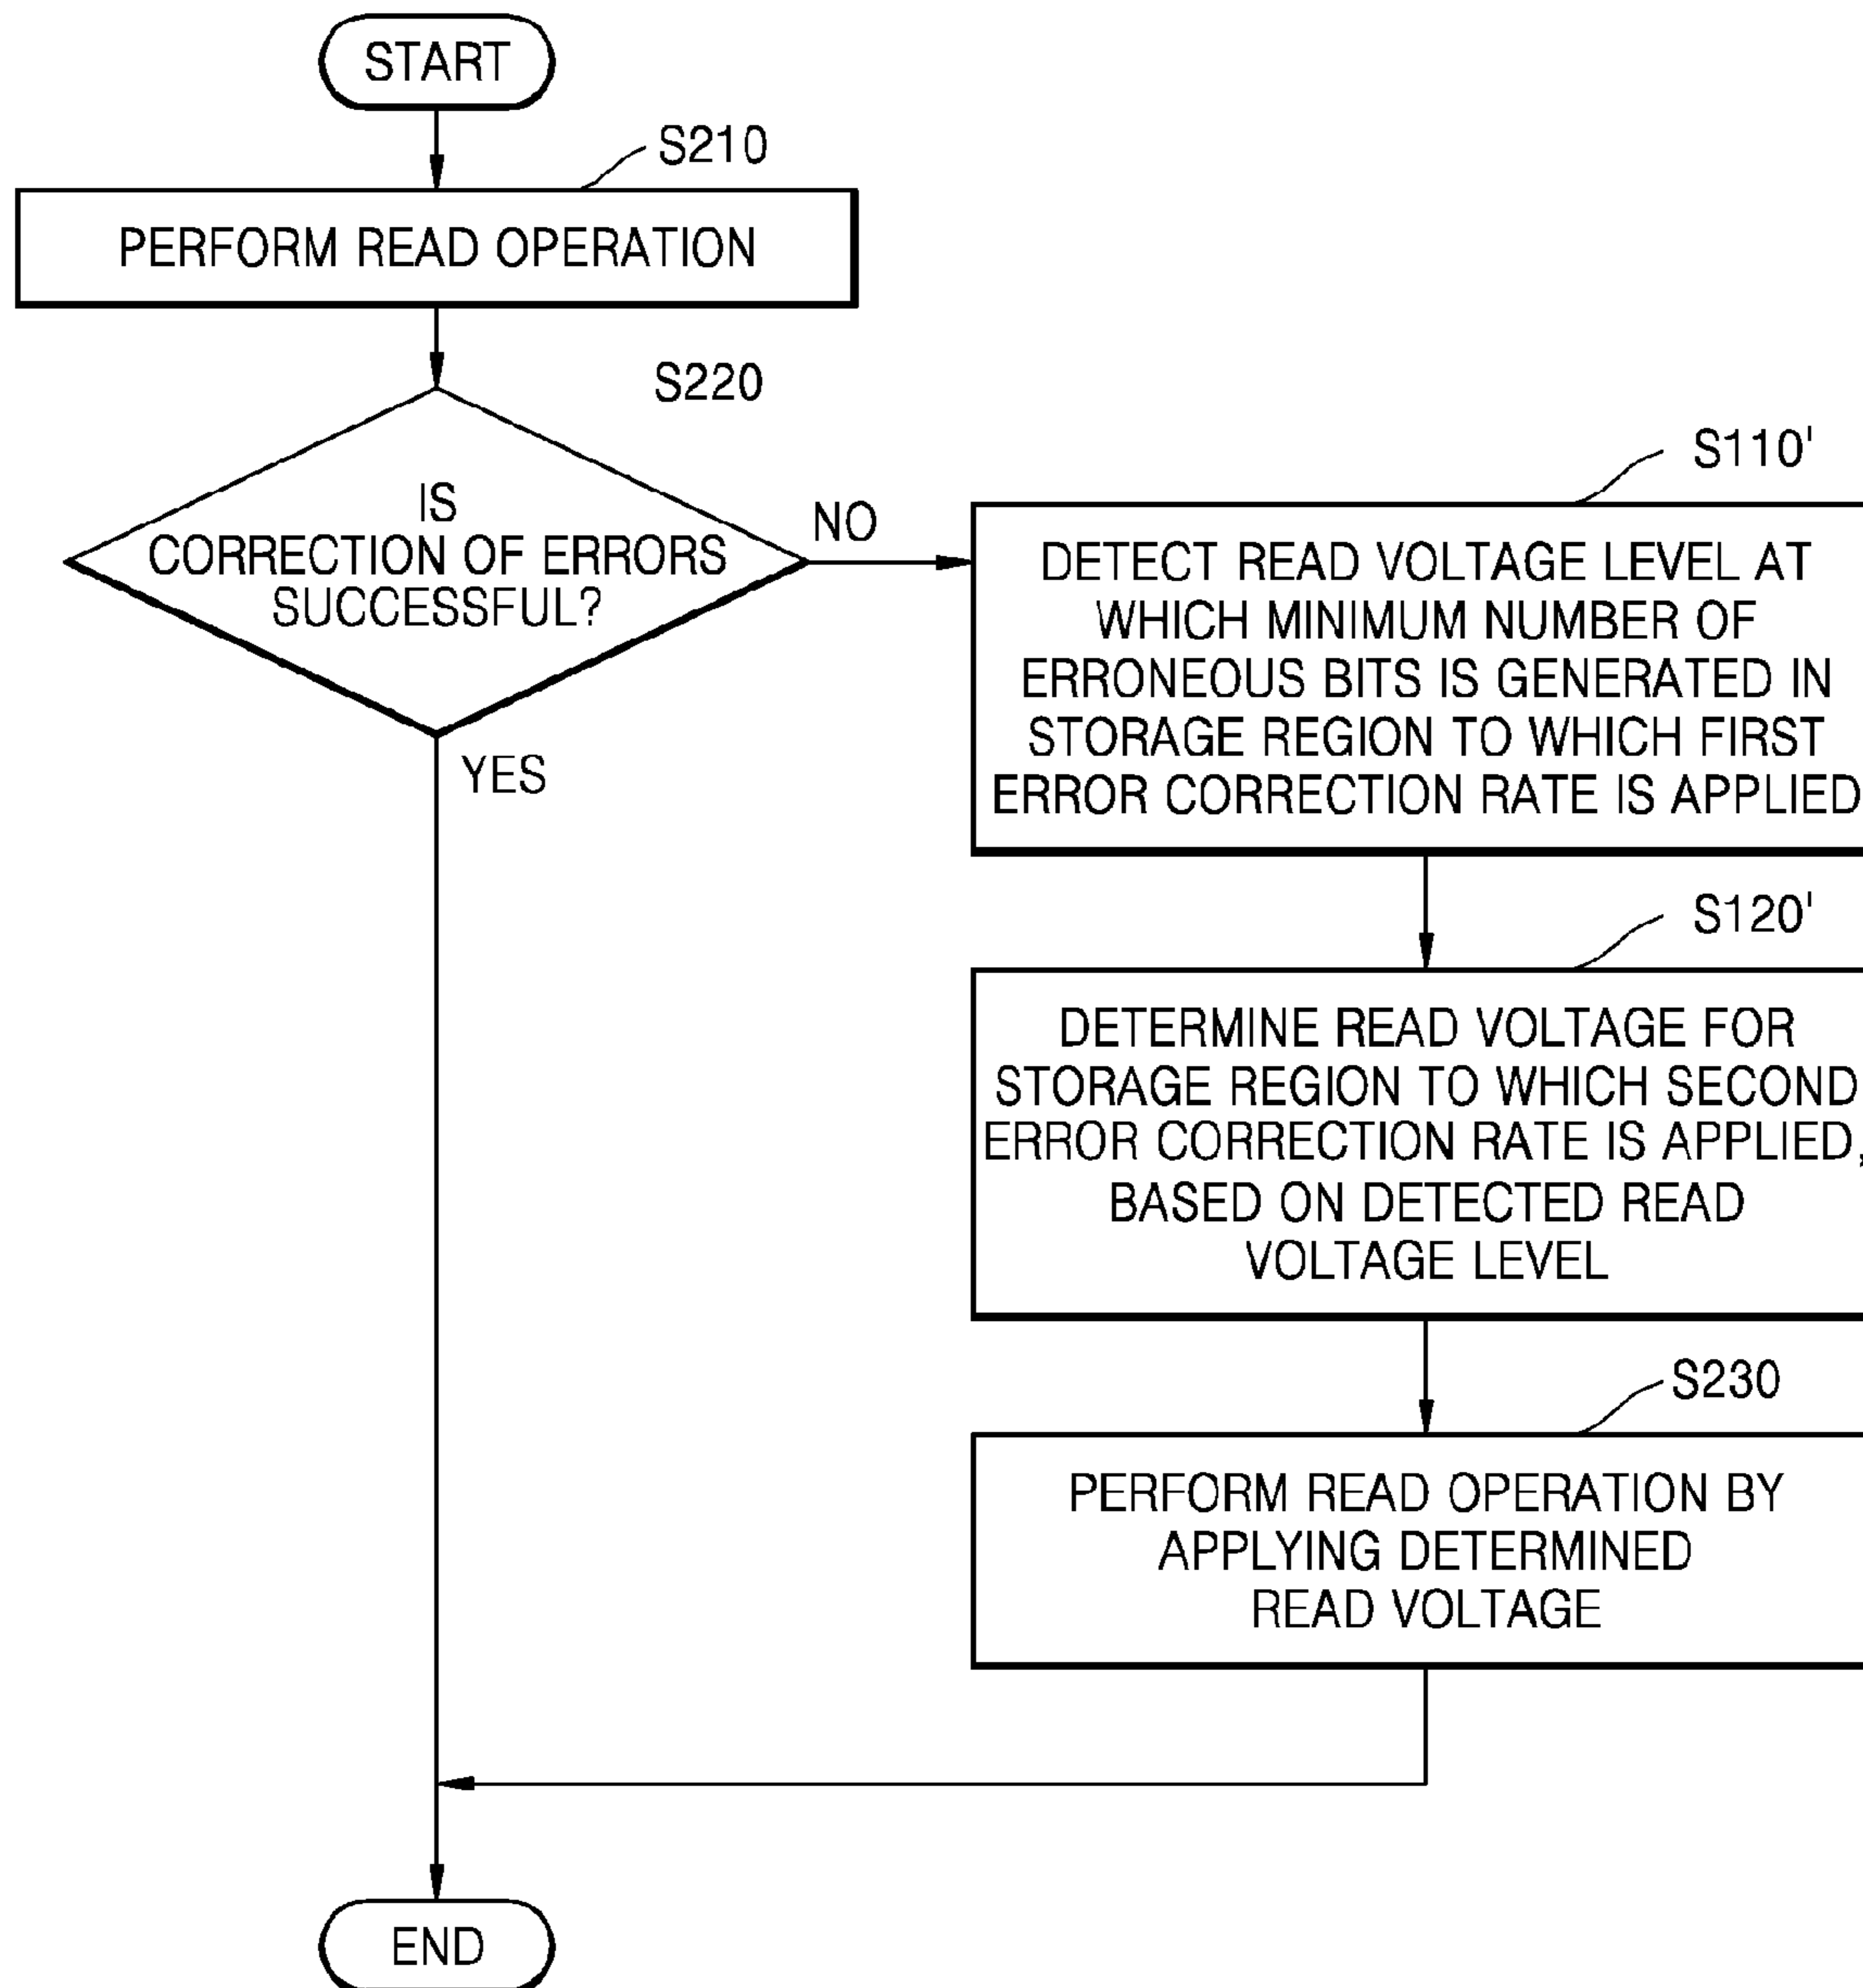 START
S210
PERFORM READ OPERATION
S220
IS
CORRECTION OF ERRORS
SUCCESSFUL?
NO
YES
S110'
DETECT READ VOLTAGE LEVEL AT
WHICH MINIMUM NUMBER OF
ERRONEOUS BITS IS GENERATED IN
STORAGE REGION TO WHICH FIRST
ERROR CORRECTION RATE IS APPLIED
S120'
DETERMINE READ VOLTAGE FOR
STORAGE REGION TO WHICH SECOND
ERROR CORRECTION RATE IS APPLIED,
BASED ON DETECTED READ
VOLTAGE LEVEL
S230
PERFORM READ OPERATION BY
APPLYING DETERMINED
READ VOLTAGE
END